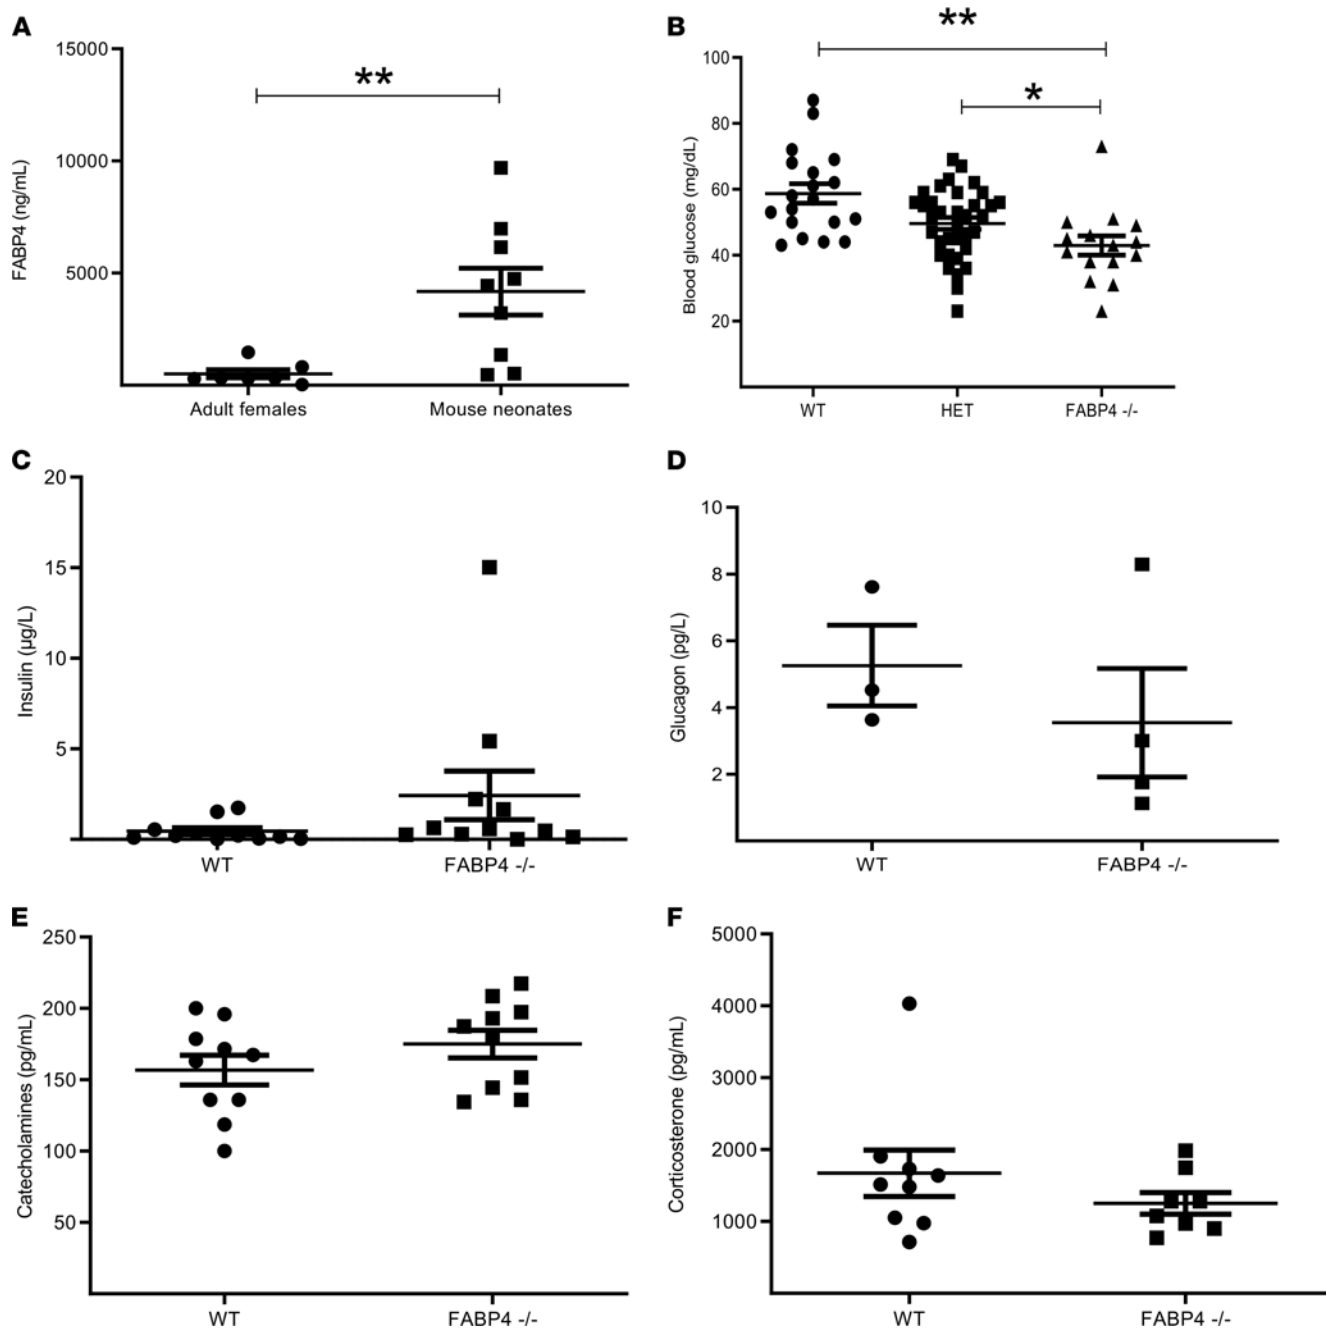 A
FABP4 (ng/mL)
15000
10000
5000
**
Adult females
Mouse neonates
B
Blood glucose (mg/dL)
100
80
60
40
20
**
*
WT
HET
FABP4 -/-
C
Insulin (µg/L)
20
15
10
5
WT
FABP4 -/-
D
Glucagon (pg/L)
10
8
6
4
2
WT
FABP4 -/-
E
Catecholamines (pg/mL)
250
200
150
100
50
WT
FABP4 -/-
F
Corticosterone (pg/mL)
5000
4000
3000
2000
1000
WT
FABP4 -/-